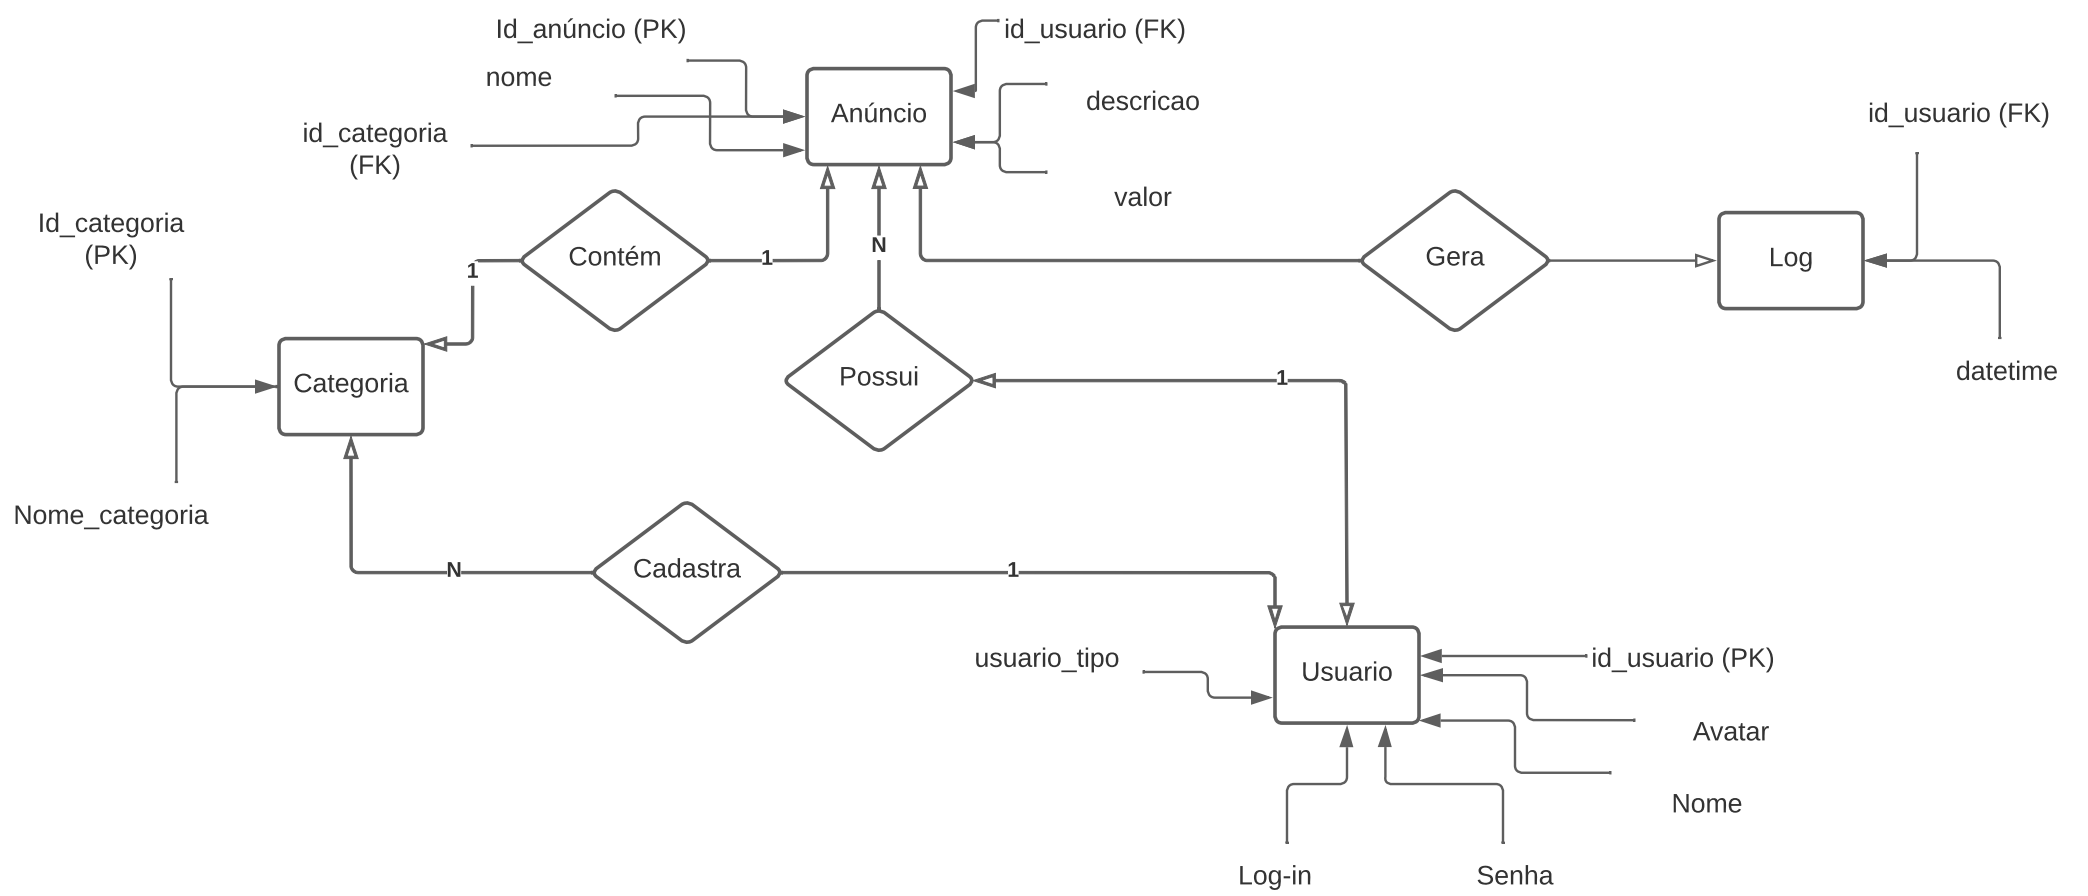 Id_anúncio (PK)
id_usuario (FK)
nome
descricao
Anúncio
id_usuario (FK)
id_categoria
(FK)
valor
Id_categoria
(PK)
N
Contém
1
Gera
Log
1
Possui
1
Categoria
datetime
Nome_categoria
N
Cadastra
1
usuario_tipo
Usuario
id_usuario (PK)
Avatar
Nome
Log-in
Senha